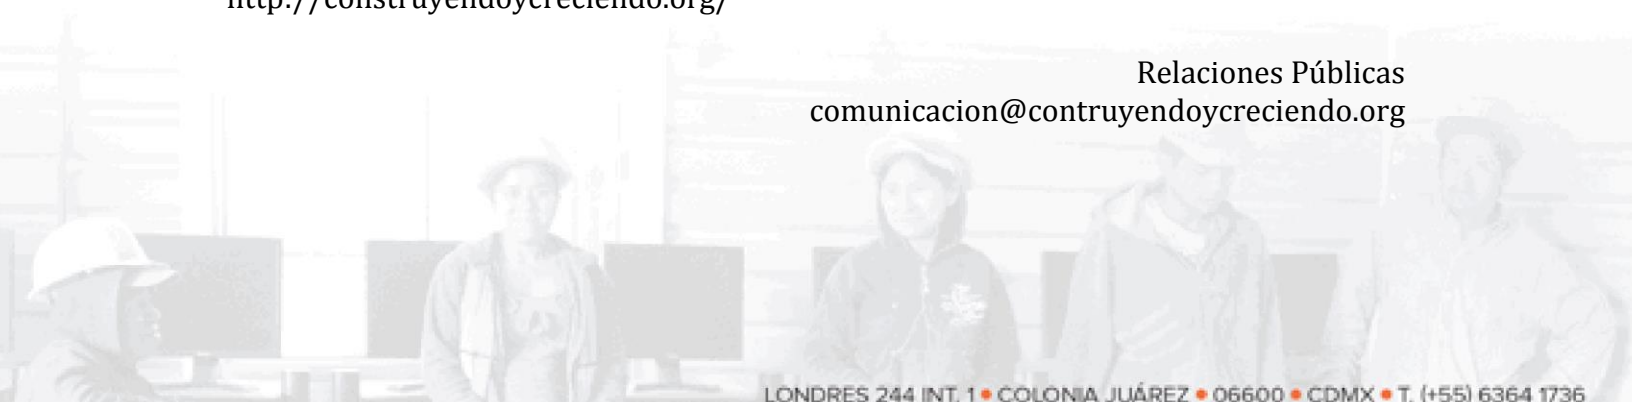 http://construyendoycreciendo.org/
Relaciones Públicas
comunicacion@contruyendoycreciendo.org
LONDRES 244 INT. 1 • COLONIA JUÁREZ • 06600 • CDMX • T. (+55) 6364 1736